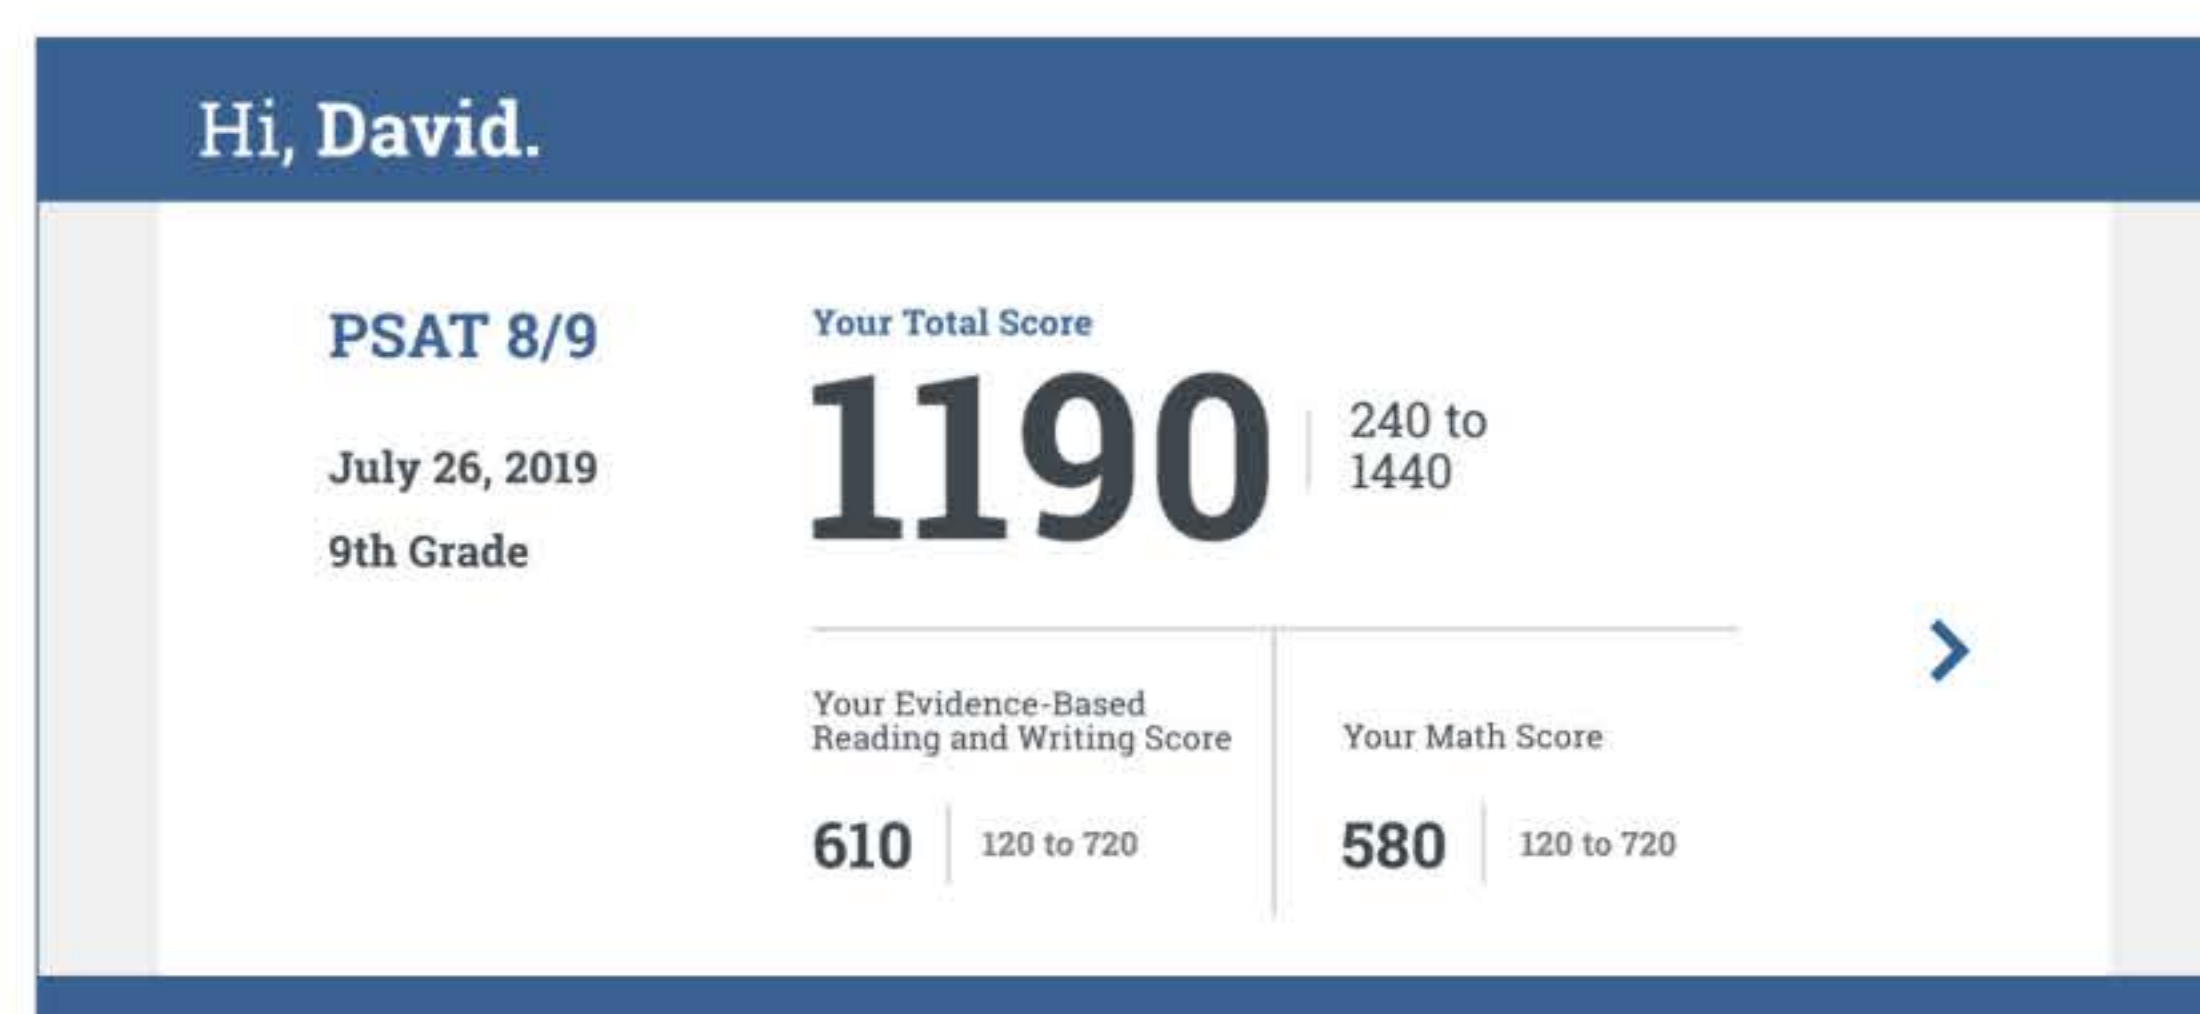 Hi, David.
PSAT 8/9
July 26, 2019
9th Grade
Your Total Score
1190
240 to
1440
Your Evidence-Based
Reading and Writing Score
610
120 to 720
Your Math Score
580
120 to 720